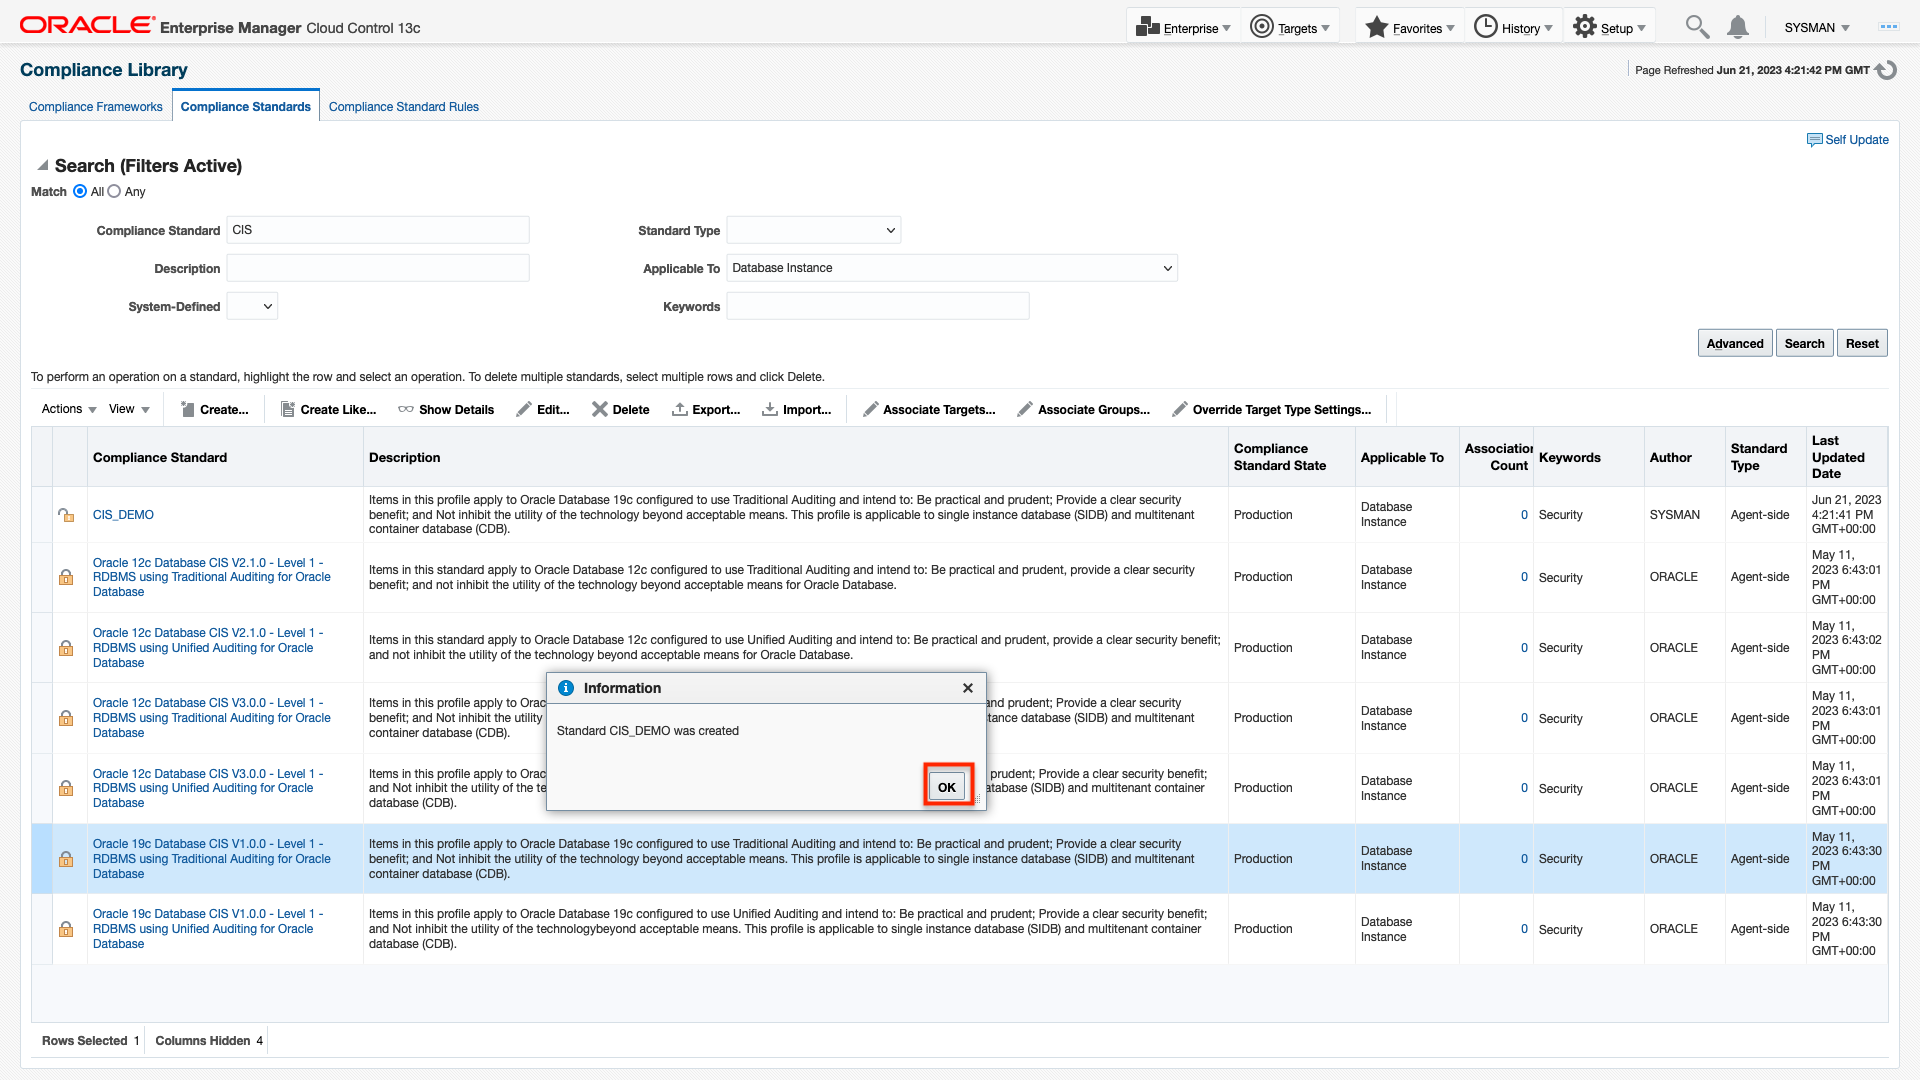 ORACLE Enterprise Manager Cloud Control 13c
Enterprise
Targets
Favorites
History
Setup
SYSMAN
Compliance Library
Page Refreshed Jun 21, 2023 4:21:42 PM GMT
Compliance Frameworks
Compliance Standards
Compliance Standard Rules
Self Update
Search (Filters Active)
Match All Any
Compliance Standard CIS
Standard Type
Description
Applicable To Database Instance
System-Defined
Keywords
Advanced
Search
Reset
To perform an operation on a standard, highlight the row and select an operation. To delete multiple standards, select multiple rows and click Delete.
Actions
View
Create...
Create Like...
Show Details
Edit...
Delete
Export...
Import...
Associate Targets...
Associate Groups...
Override Target Type Settings...
Compliance Standard
Description
Compliance
Standard State
Applicable To
Association
Count
Keywords
Author
Standard
Type
Last
Updated
Date
CIS_DEMO
Items in this profile apply to Oracle Database 19c configured to use Traditional Auditing and intend to: Be practical and prudent; Provide a clear security
benefit; and Not inhibit the utility of the technology beyond acceptable means. This profile is applicable to single instance database (SIDB) and multitenant
container database (CDB).
Production
Database
Instance
0
Security
SYSMAN
Agent-side
Jun 21, 2023
4:21:41 PM
GMT+00:00
Oracle 12c Database CIS V2.1.0 - Level 1 -
RDBMS using Traditional Auditing for Oracle
Database
Items in this standard apply to Oracle Database 12c configured to use Traditional Auditing and intend to: Be practical and prudent, provide a clear security
benefit; and not inhibit the utility of the technology beyond acceptable means for Oracle Database.
Production
Database
Instance
0
Security
ORACLE
Agent-side
May 11,
2023 6:43:01
PM
GMT+00:00
Oracle 12c Database CIS V2.1.0 - Level 1 -
RDBMS using Unified Auditing for Oracle
Database
Items in this standard apply to Oracle Database 12c configured to use Unified Auditing and intend to: Be practical and prudent, provide a clear security benefit;
and not inhibit the utility of the technology beyond acceptable means for Oracle Database.
Production
Database
Instance
0
Security
ORACLE
Agent-side
May 11,
2023 6:43:02
PM
GMT+00:00
Oracle 12c Database CIS V3.0.0 - Level 1 -
RDBMS using Traditional Auditing for Oracle
Database
Items in this profile apply to Orac
and prudent; Provide a clear security
benefit; and Not inhibit the utility
stance database (SIDB) and multitenant
container database (CDB).
Production
Database
Instance
0
Security
ORACLE
Agent-side
May 11,
2023 6:43:01
PM
GMT+00:00
Information
Standard CIS_DEMO was created
OK
Oracle 12c Database CIS V3.0.0 - Level 1 -
RDBMS using Unified Auditing for Oracle
Database
Items in this profile apply to Orac
prudent; Provide a clear security benefit;
and Not inhibit the utility of the te
atabase (SIDB) and multitenant container
database (CDB).
Production
Database
Instance
0
Security
ORACLE
Agent-side
May 11,
2023 6:43:01
PM
GMT+00:00
Oracle 19c Database CIS V1.0.0 - Level 1 -
RDBMS using Traditional Auditing for Oracle
Database
Items in this profile apply to Oracle Database 19c configured to use Traditional Auditing and intend to: Be practical and prudent; Provide a clear security
benefit; and Not inhibit the utility of the technology beyond acceptable means. This profile is applicable to single instance database (SIDB) and multitenant
container database (CDB).
Production
Database
Instance
0
Security
ORACLE
Agent-side
May 11,
2023 6:43:30
PM
GMT+00:00
Oracle 19c Database CIS V1.0.0 - Level 1 -
RDBMS using Unified Auditing for Oracle
Database
Items in this profile apply to Oracle Database 19c configured to use Unified Auditing and intend to: Be practical and prudent; Provide a clear security benefit;
and Not inhibit the utility of the technologybeyond acceptable means. This profile is applicable to single instance database (SIDB) and multitenant container
database (CDB).
Production
Database
Instance
0
Security
ORACLE
Agent-side
May 11,
2023 6:43:30
PM
GMT+00:00
Rows Selected 1
Columns Hidden 4